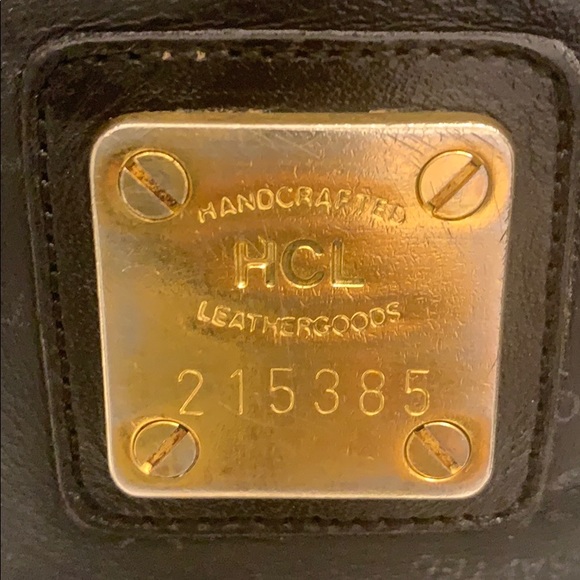 HANDCRAFTED
HCL
LEATHERGOODS
215385